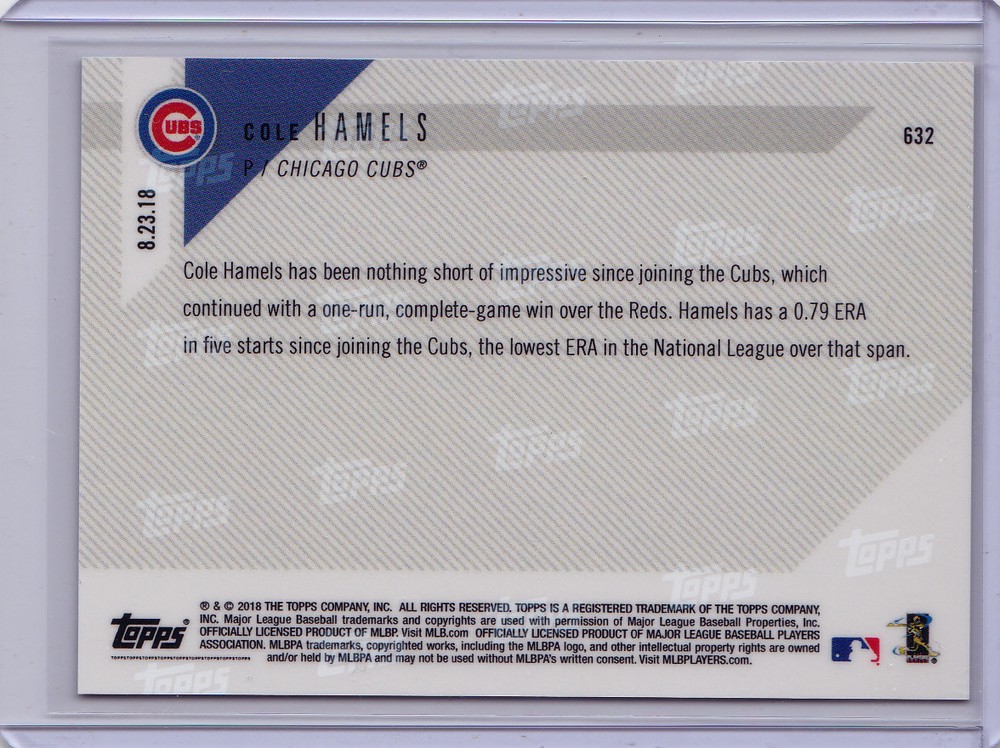 CUBS
COLE HAMELS
632
P / CHICAGO CUBS®
8.23.18
Cole Hamels has been nothing short of impressive since joining the Cubs, which
continued with a one-run, complete-game win over the Reds. Hamels has a 0.79 ERA
in five starts since joining the Cubs, the lowest ERA in the National League over that span.
® & © 2018 THE TOPPS COMPANY, INC. ALL RIGHTS RESERVED. TOPPS IS A REGISTERED TRADEMARK OF THE TOPPS COMPANY,
INC. Major League Baseball trademarks and copyrights are used with permission of Major League Baseball Properties, Inc.
OFFICIALLY LICENSED PRODUCT OF MLBP. Visit MLB.com OFFICIALLY LICENSED PRODUCT OF MAJOR LEAGUE BASEBALL PLAYERS
ASSOCIATION. MLBPA trademarks, copyrighted works, including the MLBPA logo, and other intellectual property rights are owned
and/or held by MLBPA and may not be used without MLBPA's written consent. Visit MLBPLAYERS.com.
Topps®
TOPPSTOPPSTOPPSTOPPSTOPPSTOPPSTOPPSTOPPSTOPPS